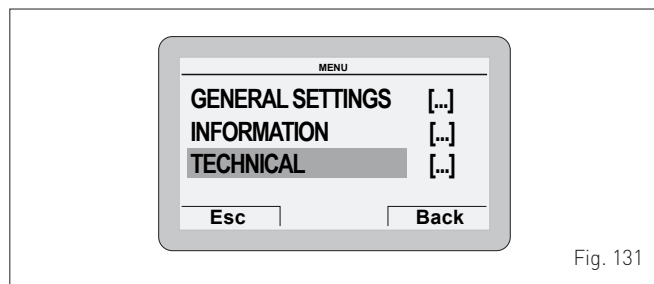 MENU
GENERAL SETTINGS [...]
INFORMATION [...]
TECHNICAL [...]
Esc Back
Fig. 131